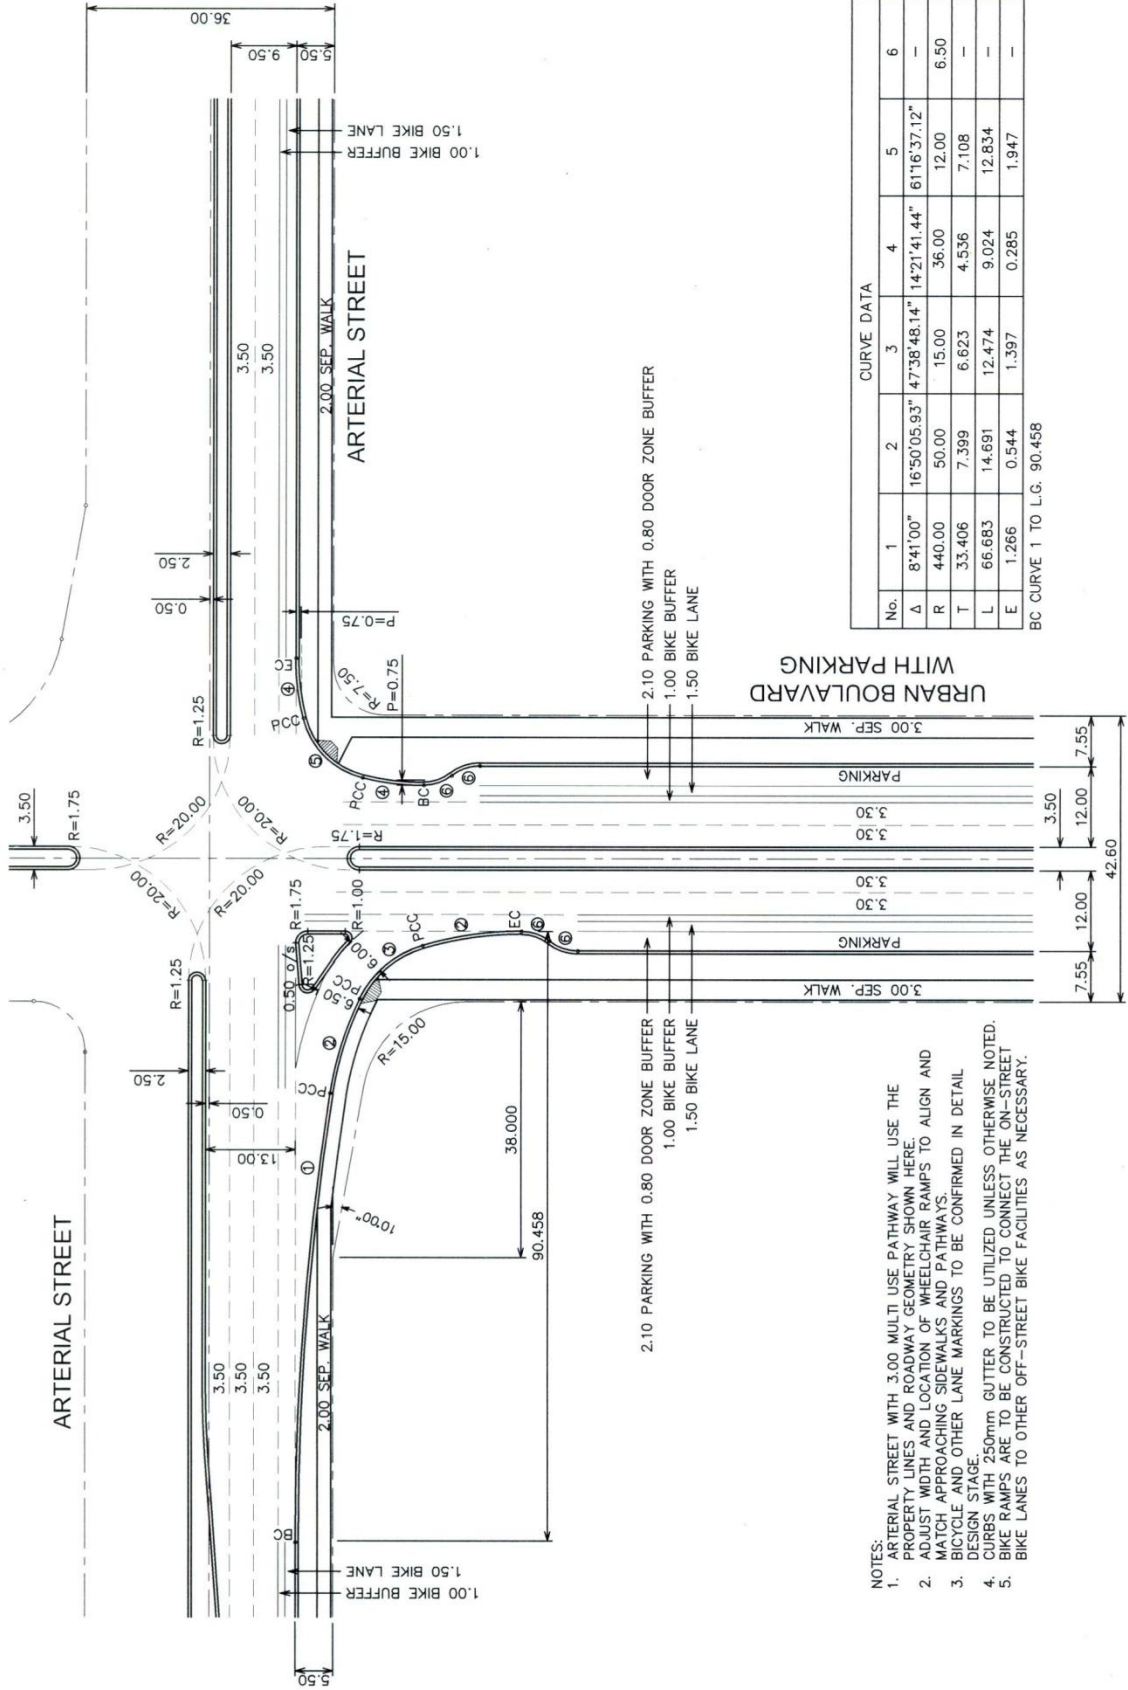 ARTERIAL STREET
ARTERIAL STREET
URBAN BOULAVARD
WITH PARKING
36.00
9.50
5.50
1.50 BIKE LANE
1.00 BIKE BUFFER
2.00 SEP. WALK
3.50
3.50
2.50
0.50
P=0.75
R=7.50
P=0.75
EC
4
PCC
5
PCC
4
BC
6
6
R=1.25
3.50
R=1.75
R=20.00
R=20.00
R=20.00
R=20.00
R=1.75
R=1.25
R=1.75
0.50 o/s
R=1.25
R=1.00
6.00
3
PCC
2
EC
6
6
PCC
6.50
2
PCC
R=15.00
1
2.50
0.50
13.00
3.50
3.50
3.50
10°00"
38.000
90.458
2.00 SEP. WALK
BC
1.50 BIKE LANE
1.00 BIKE BUFFER
5.50
2.10 PARKING WITH 0.80 DOOR ZONE BUFFER
1.00 BIKE BUFFER
1.50 BIKE LANE
2.10 PARKING WITH 0.80 DOOR ZONE BUFFER
1.00 BIKE BUFFER
1.50 BIKE LANE
3.00 SEP. WALK
PARKING
3.30
3.30
3.30
3.30
PARKING
3.00 SEP. WALK
7.55
12.00
3.50
12.00
7.55
42.60
CURVE DATA
No. 1 2 3 4 5 6
Δ 8°41'00" 16°50'05.93" 47°38'48.14" 14°21'41.44" 61°16'37.12" –
R 440.00 50.00 15.00 36.00 12.00 6.50
T 33.406 7.399 6.623 4.536 7.108 –
L 66.683 14.691 12.474 9.024 12.834 –
E 1.266 0.544 1.397 0.285 1.947 –
BC CURVE 1 TO L.G. 90.458
NOTES:
1. ARTERIAL STREET WITH 3.00 MULTI USE PATHWAY WILL USE THE
PROPERTY LINES AND ROADWAY GEOMETRY SHOWN HERE.
2. ADJUST WIDTH AND LOCATION OF WHEELCHAIR RAMPS TO ALIGN AND
MATCH APPROACHING SIDEWALKS AND PATHWAYS.
3. BICYCLE AND OTHER LANE MARKINGS TO BE CONFIRMED IN DETAIL
DESIGN STAGE.
4. CURBS WITH 250mm GUTTER TO BE UTILIZED UNLESS OTHERWISE NOTED.
5. BIKE RAMPS ARE TO BE CONSTRUCTED TO CONNECT THE ON-STREET
BIKE LANES TO OTHER OFF-STREET BIKE FACILITIES AS NECESSARY.